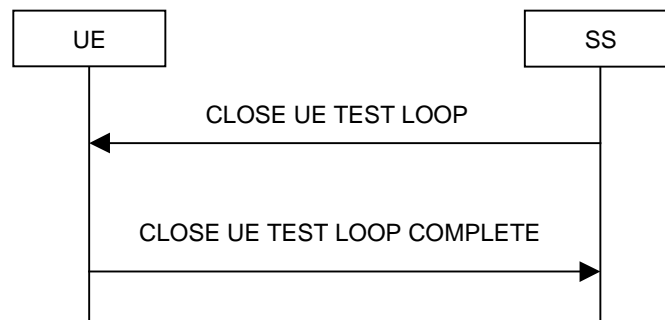 UE
SS
CLOSE UE TEST LOOP
CLOSE UE TEST LOOP COMPLETE